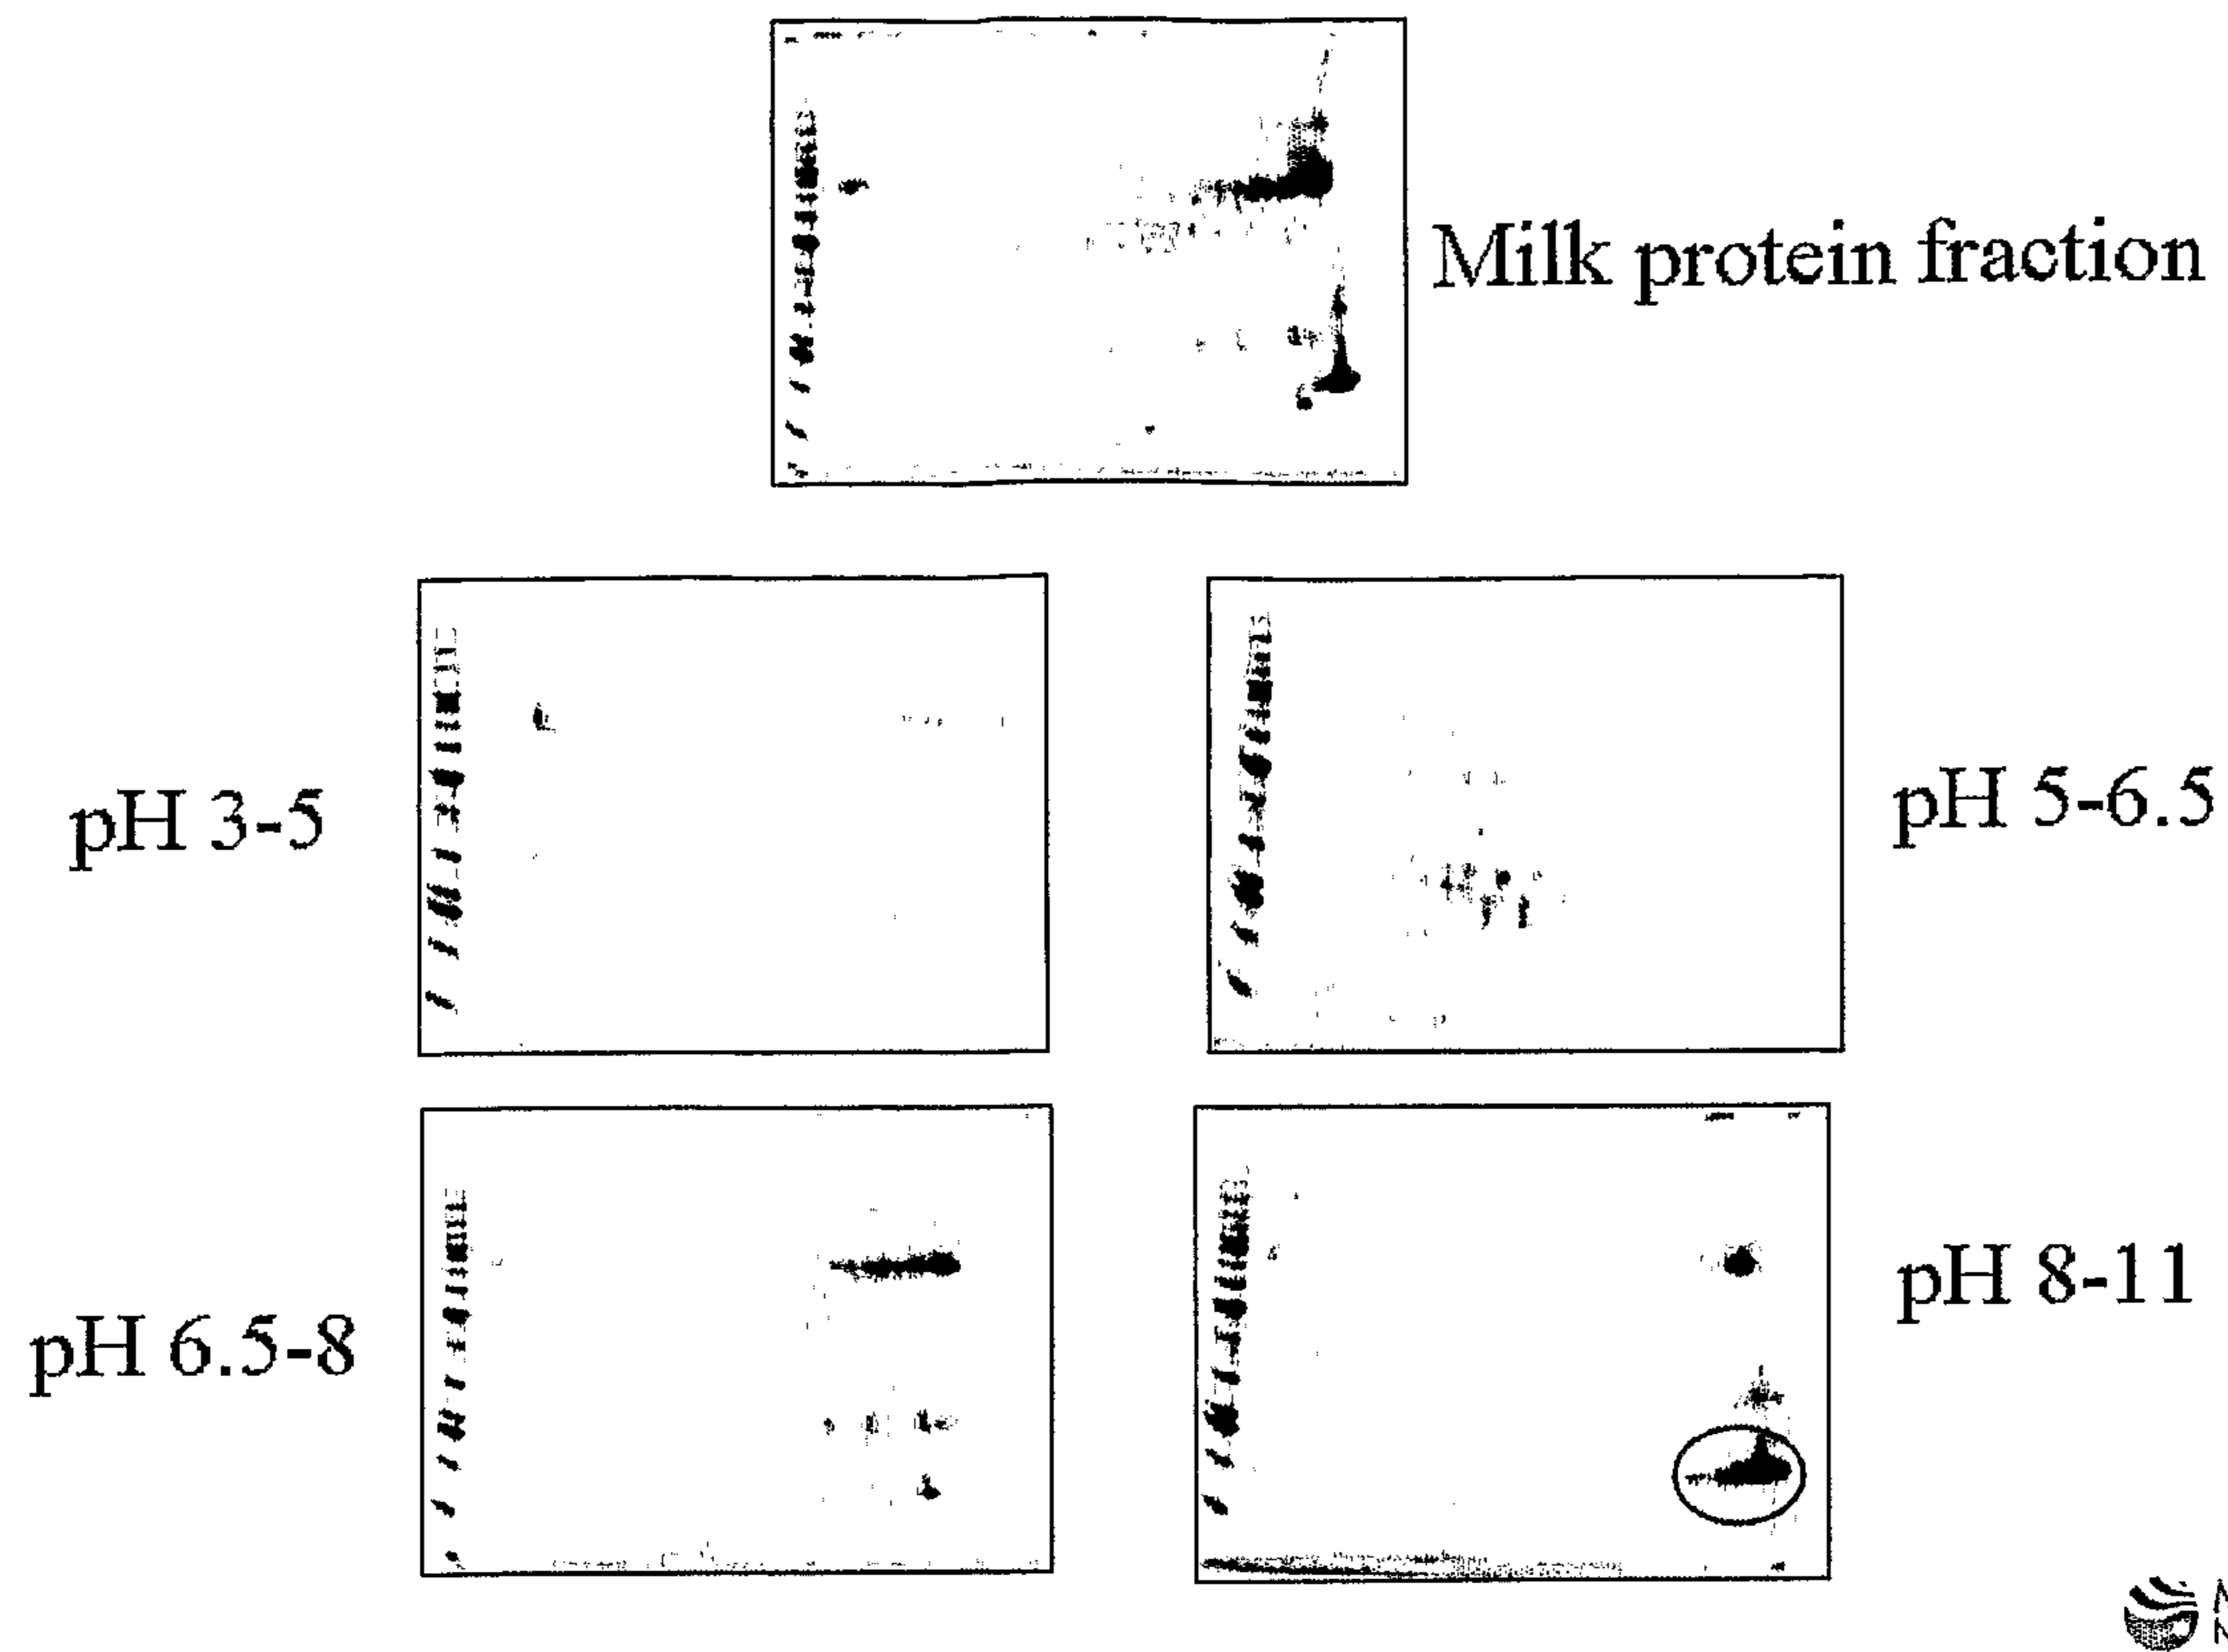 Milk protein fraction
pH 3-5
pH 5-6.5
pH 6.5-8
pH 8-11